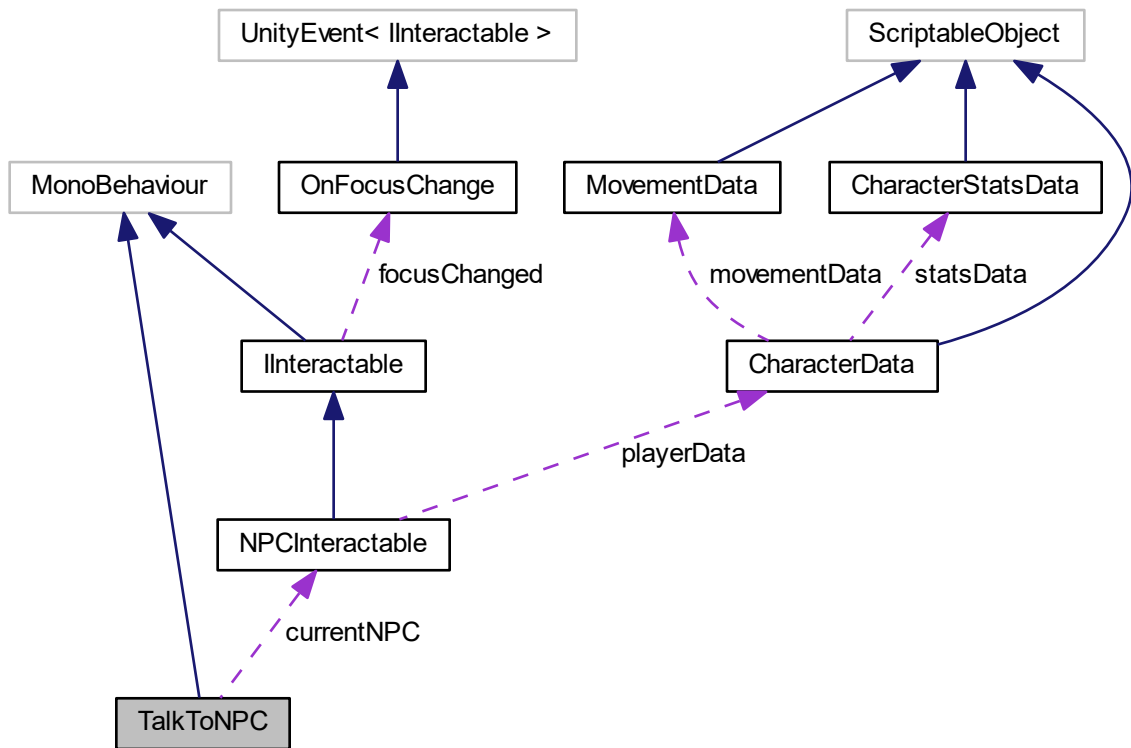 UnityEvent< IInteractable >
ScriptableObject
MonoBehaviour
OnFocusChange
MovementData
CharacterStatsData
focusChanged
movementData
statsData
IInteractable
CharacterData
playerData
NPCInteractable
currentNPC
TalkToNPC